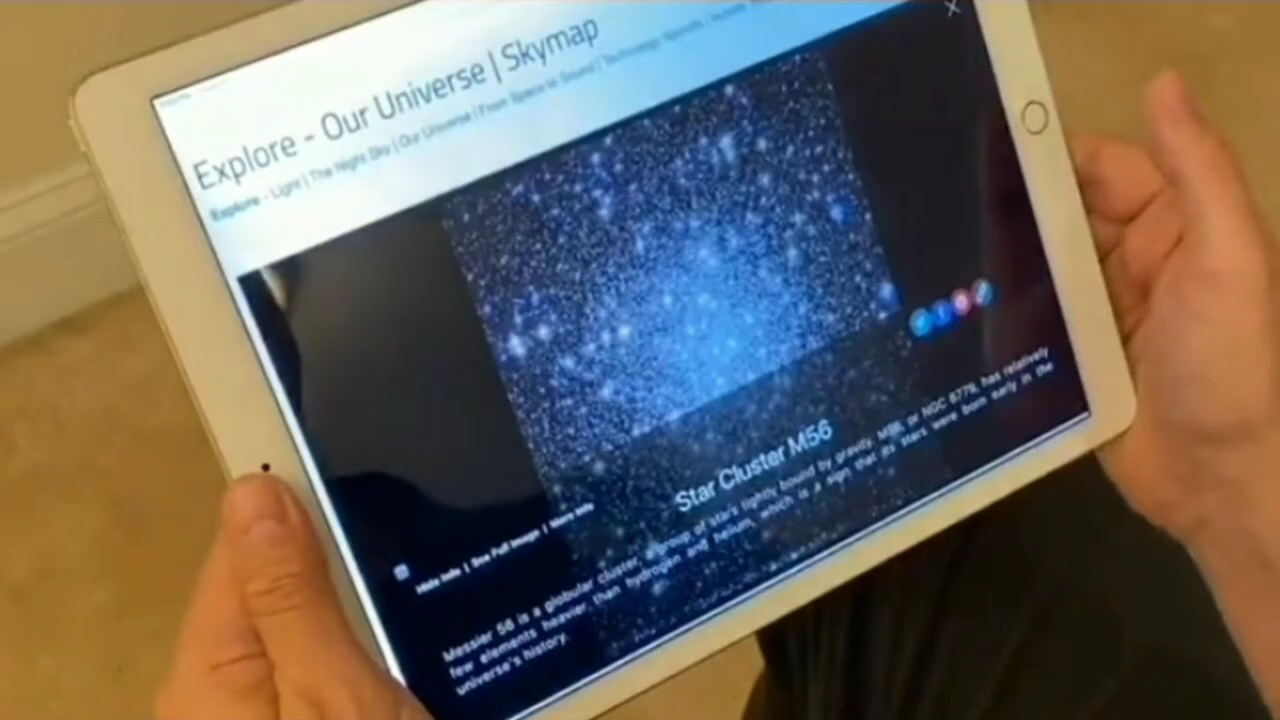 Explore - Our Universe | Skymap
Explore - Light | The Night Sky | Our Universe | From Space to Sound | Technology Spinoffs |
Star Cluster M56
Hide Info | See Full Image | More Info
Messier 56 is a globular cluster, a group of stars tightly bound by gravity. M56, or NGC 6779, has relatively
few elements heavier than hydrogen and helium, which is a sign that its stars were born early in the
universe's history.